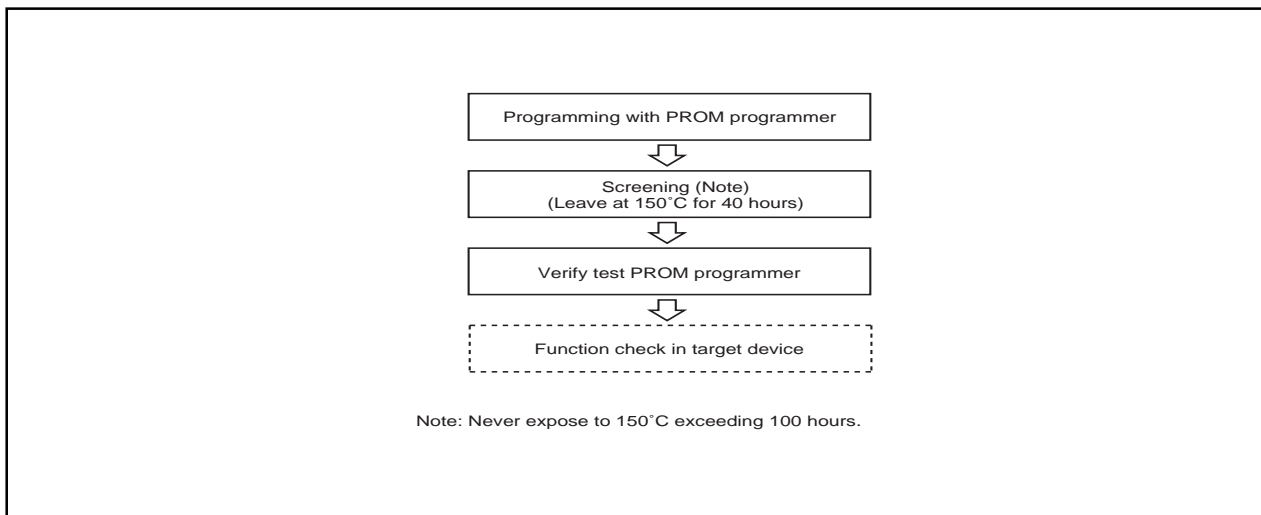 Programming with PROM programmer
Screening (Note)
(Leave at 150˚C for 40 hours)
Verify test PROM programmer
Function check in target device
Note: Never expose to 150˚C exceeding 100 hours.